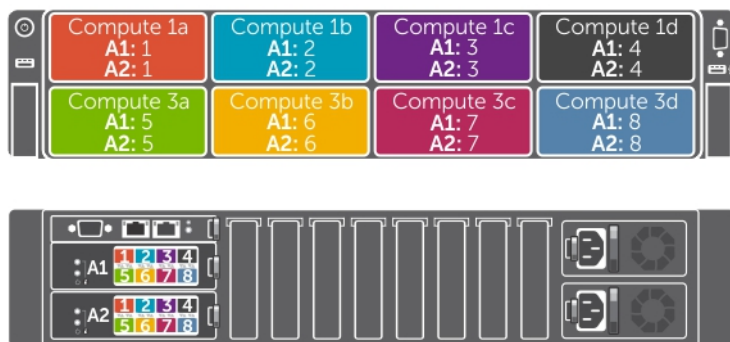 Compute 1a
A1: 1
A2: 1
Compute 1b
A1: 2
A2: 2
Compute 1c
A1: 3
A2: 3
Compute 1d
A1: 4
A2: 4
Compute 3a
A1: 5
A2: 5
Compute 3b
A1: 6
A2: 6
Compute 3c
A1: 7
A2: 7
Compute 3d
A1: 8
A2: 8
A1
1 2 3 4
5 6 7 8
A2
1 2 3 4
5 6 7 8